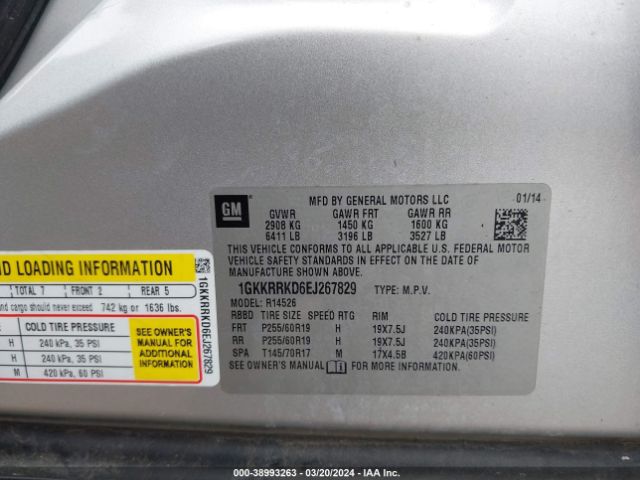 GM
MFD BY GENERAL MOTORS LLC 01/14
GVWR GAWR FRT GAWR RR
2908 KG 1450 KG 1600 KG
6411 LB 3196 LB 3527 LB
THIS VEHICLE CONFORMS TO ALL APPLICABLE U.S. FEDERAL MOTOR
VEHICLE SAFETY STANDARDS IN EFFECT ON THE DATE OF
MANUFACTURE SHOWN ABOVE.
1GKKRRKD6EJ267829 TYPE: M.P.V.
MODEL: R14526
RBBD TIRE SIZE SPEED RTG RIM COLD TIRE PRESSURE
FRT P255/60R19 H 19X7.5J 240KPA(35PSI)
RR P255/60R19 H 19X7.5J 240KPA(35PSI)
SPA T145/70R17 M 17X4.5B 420KPA(60PSI)
SEE OWNERS MANUAL FOR MORE INFORMATION.
ND LOADING INFORMATION
TOTAL 7 FRONT 2 REAR 5
and cargo should never exceed 742 kg or 1636 lbs.
COLD TIRE PRESSURE
H 240 kPa, 35 PSI
H 240 kPa, 35 PSI
M 420 kPa, 60 PSI
SEE OWNER'S
MANUAL FOR
ADDITIONAL
INFORMATION
1GKKRRKD6EJ267829
000-38993263 - 03/20/2024 - IAA Inc.